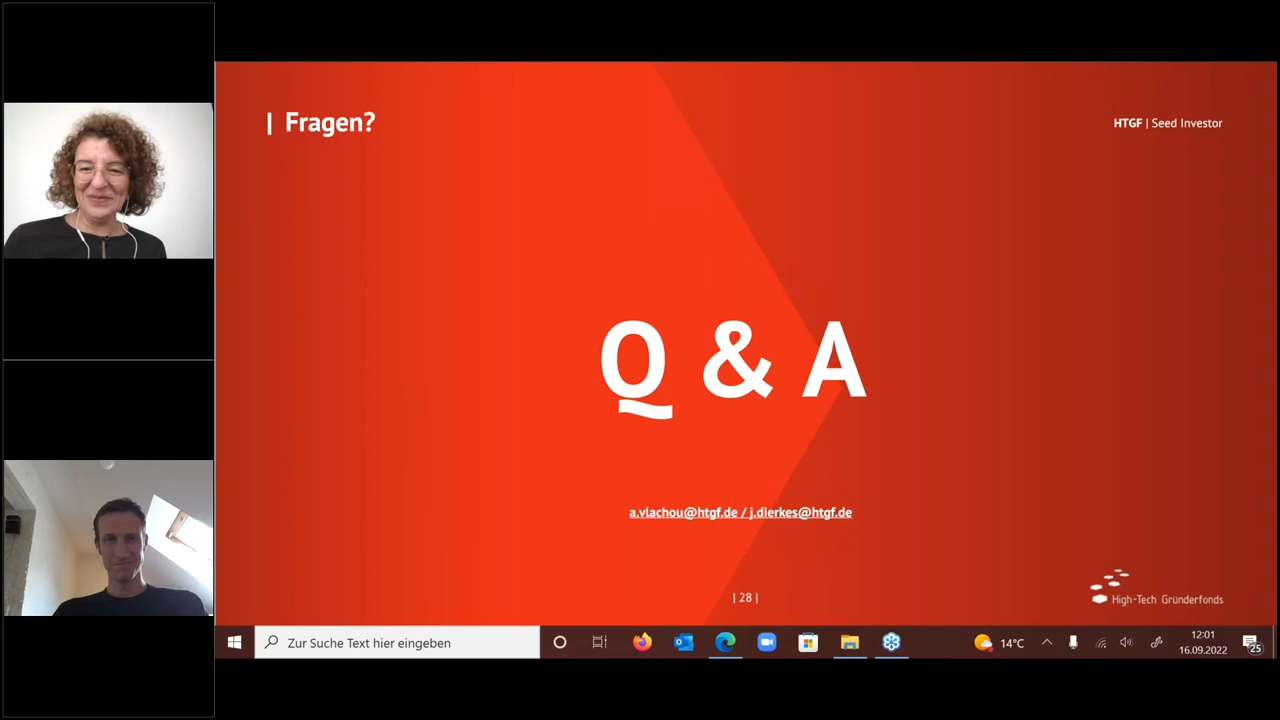 | Fragen?
HTGF | Seed Investor
Q & A
a.vlachou@htgf.de / j.dierkes@htgf.de
| 28 |
High-Tech Gründerfonds
Zur Suche Text hier eingeben
14°C
12:01
16.09.2022
25